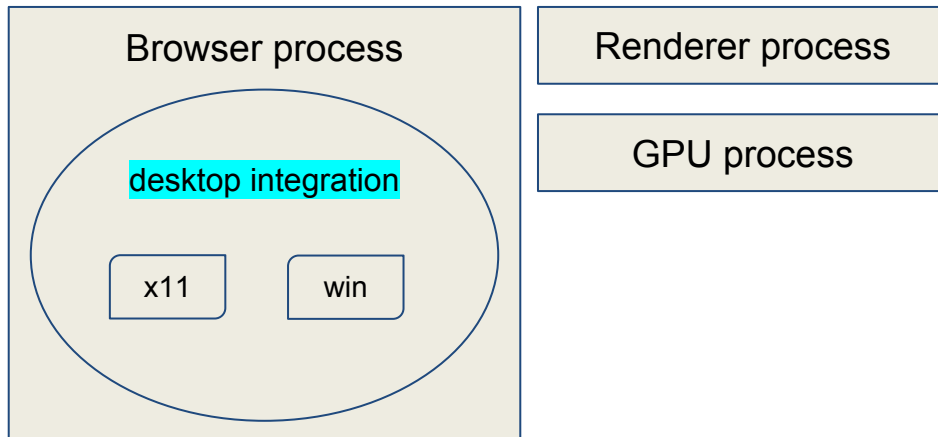 Browser process
desktop integration
x11
win
Renderer process
GPU process